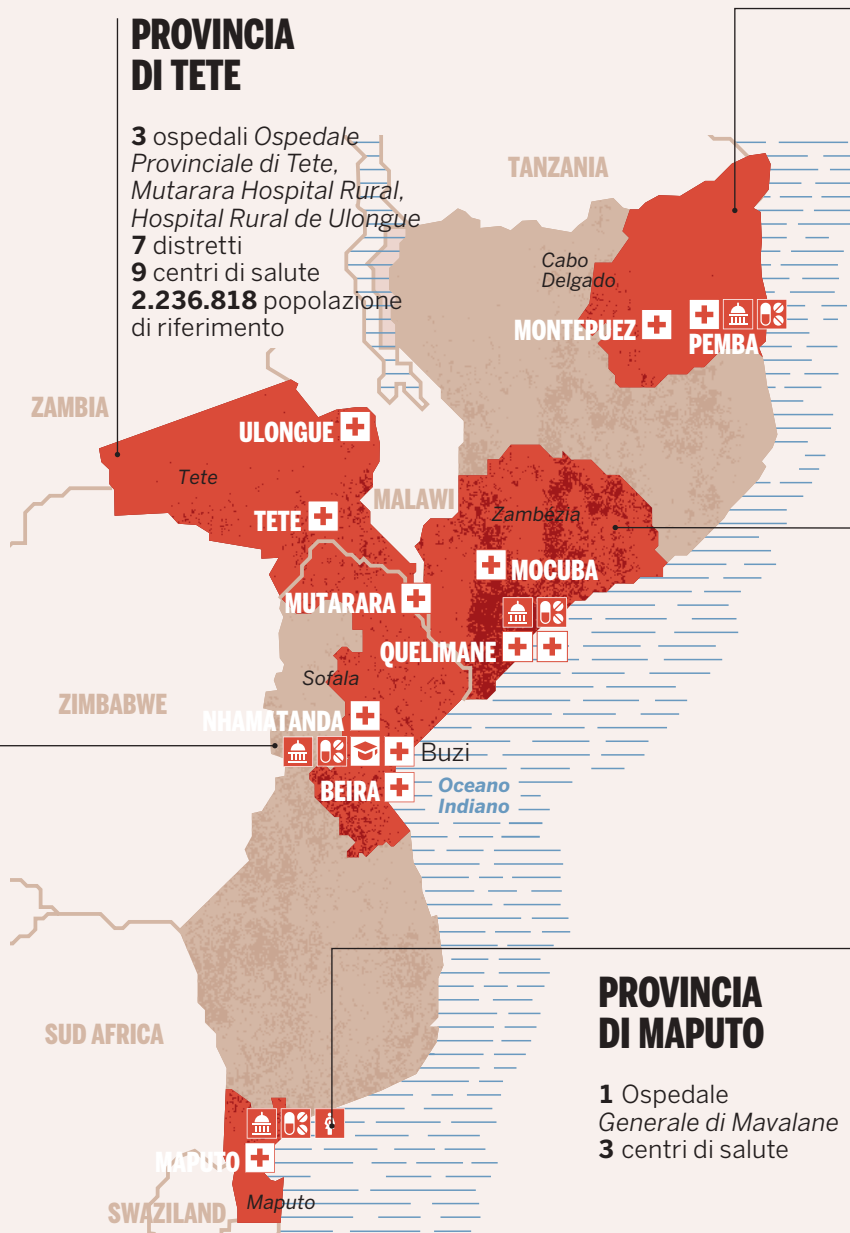 PROVINCIA
DI TETE
3 ospedali Ospedale
Provinciale di Tete,
Mutarara Hospital Rural,
Hospital Rural de Ulongue
7 distretti
9 centri di salute
2.236.818 popolazione
di riferimento
TANZANIA
Cabo
Delgado
MONTEPUEZ
PEMBA
ZAMBIA
ULONGUE
Tete
MALAWI
TETE
Zambezia
MOCUBA
MUTARARA
QUELIMANE
Sofala
ZIMBABWE
NHAMATANDA
Buzi
BEIRA
Oceano
Indiano
PROVINCIA
DI MAPUTO
1 Ospedale
Generale di Mavalane
3 centri di salute
SUD AFRICA
MAPUTO
Maputo
SWAZILAND